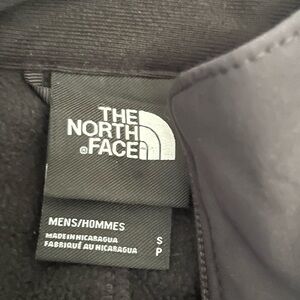 THE
NORTH
FACE
MENS/HOMMES
MADE IN NICARAGUA
FABRIQUÉ AU NICARAGUA
S
P